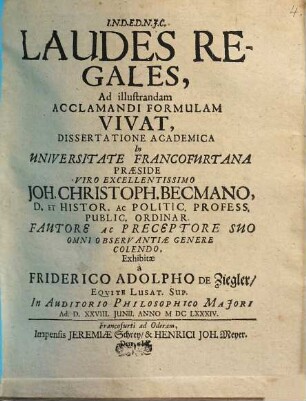 I.N.D.E.D.N.J.C.
LAUDES RE-
GALES,
Ad illustrandam
ACCLAMANDI FORMULAM
VIVAT,
DISSERTATIONE ACADEMICA
In
UNIVERSITATE FRANCOFURTANA
PRÆSIDE
VIRO EXCELLENTISSIMO
JOH. CHRISTOPH. BECMANO,
D. ET HISTOR. AC POLITIC. PROFESS.
PUBLIC. ORDINAR.
FAUTORE AC PRECEPTORE SUO
OMNI OBSERVANTIÆ GENERE
COLENDO,
Exhibitæ
à
FRIDERICO ADOLPHO DE Ziegler/
EQUITE LUSAT. SUP.
IN AUDITORIO PHILOSOPHICO MAJORI
Ad. D. XXVIII. JUNII, ANNO M DC LXXXIV.
Francofurti ad Oderam,
Impensis JEREMIÆ Schrey/ & HENRICI JOH. Meyer.